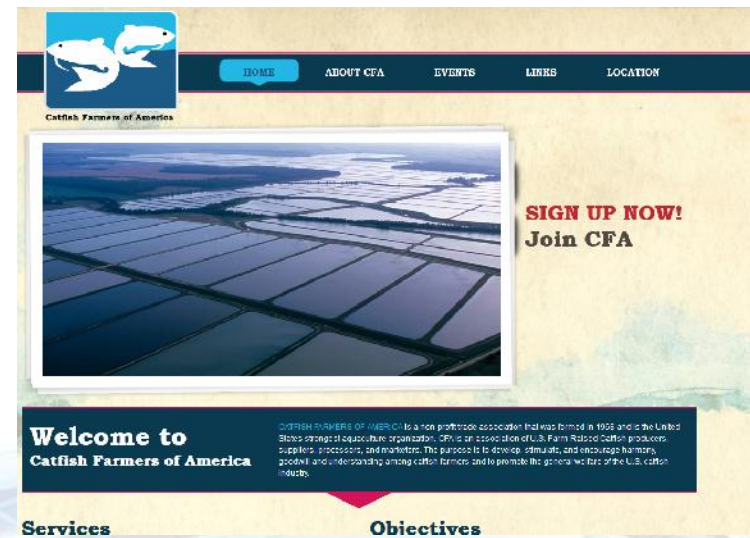 HOME ABOUT CFA EVENTS LINKS LOCATION
Catfish Farmers of America
SIGN UP NOW!
Join CFA
Welcome to
Catfish Farmers of America
CATFISH FARMERS OF AMERICA is a non-profit trade association that was formed in 1968 and is the United
States strongest aquaculture organization. CFA is an association of U.S. Farm-Raised Catfish producers,
suppliers, processors, and marketers. The purpose is to develop, stimulate, and encourage harmony,
goodwill and understanding among catfish farmers and to promote the general welfare of the U.S. catfish
industry.
Services
Objectives